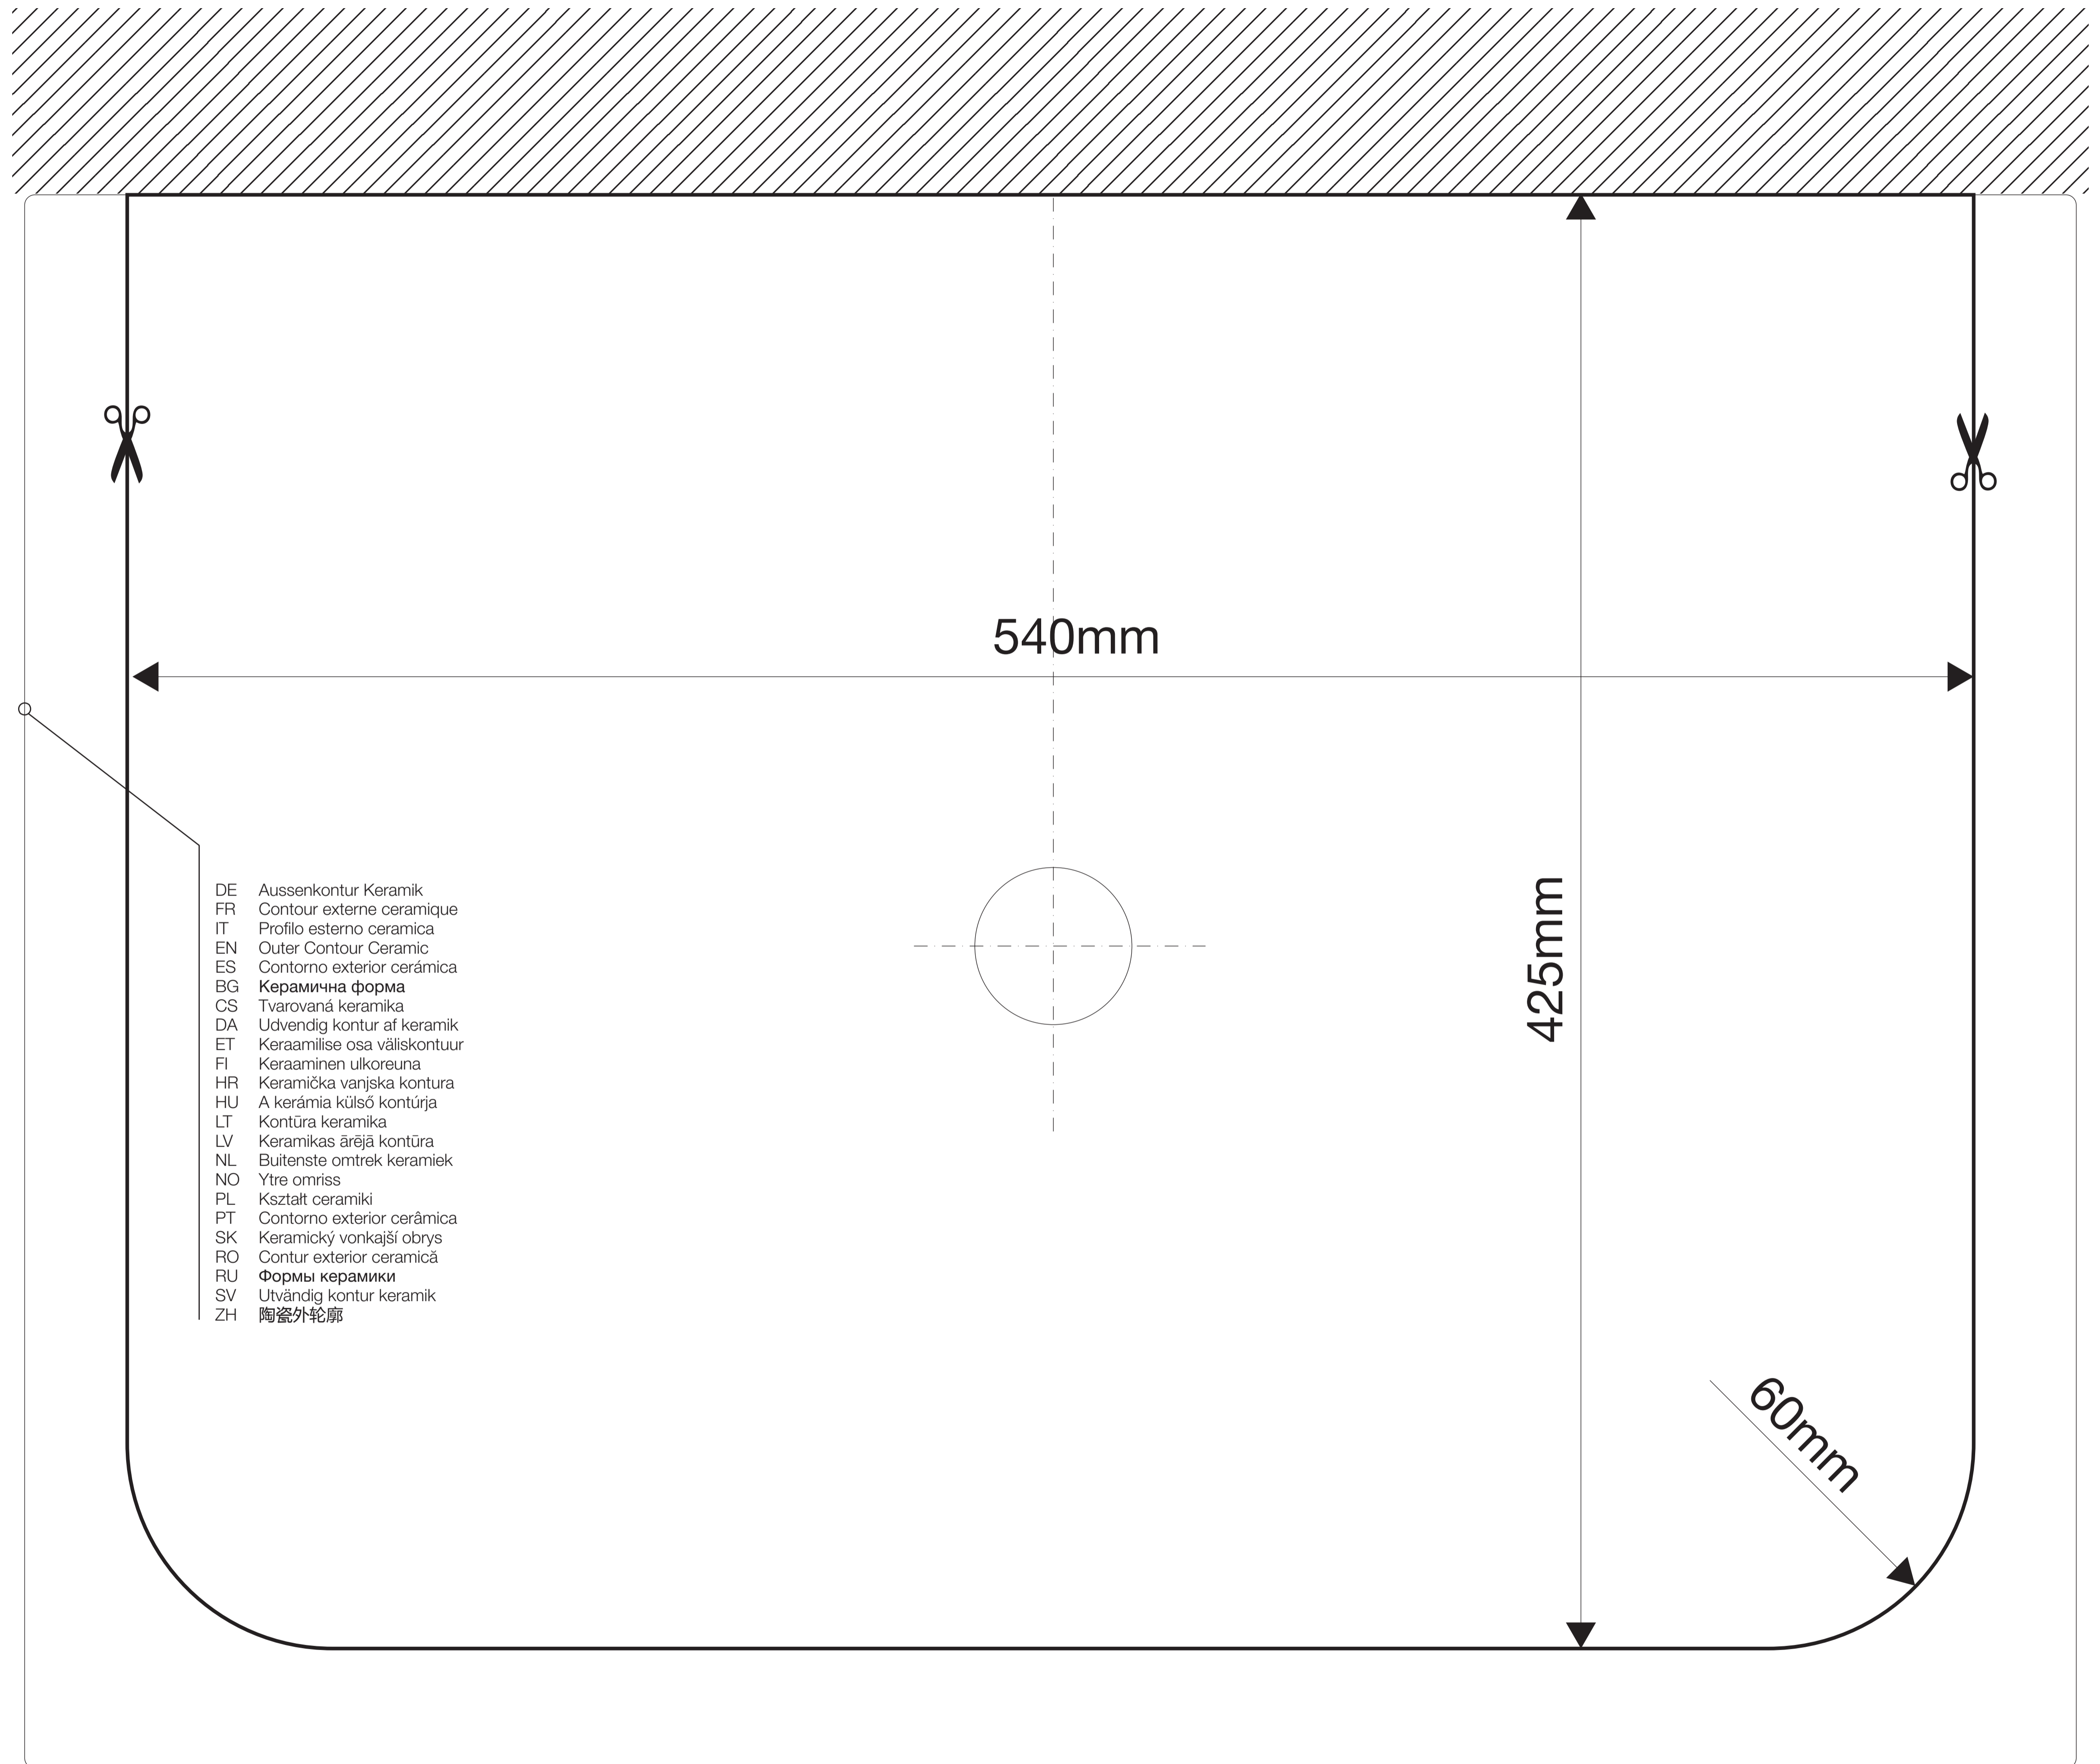 540mm
425mm
DE Aussenkontur Keramik
FR Contour externe ceramique
IT Profilo esterno ceramica
EN Outer Contour Ceramic
ES Contorno exterior cerámica
BG Керамична форма
CS Tvarovaná keramika
DA Udvendig kontur af keramik
ET Keraamilise osa väliskontuur
FI Keraaminen ulkoreuna
HR Keramička vanjska kontura
HU A kerámia külső kontúrja
LT Kontūra keramika
LV Keramikas ārējā kontūra
NL Buitenste omtrek keramiek
NO Ytre omriss
PL Kształt ceramiki
PT Contorno exterior cerâmica
SK Keramický vonkajší obrys
RO Contur exterior ceramică
RU Формы керамики
SV Utvändig kontur keramik
ZH 陶瓷外轮廓
60mm